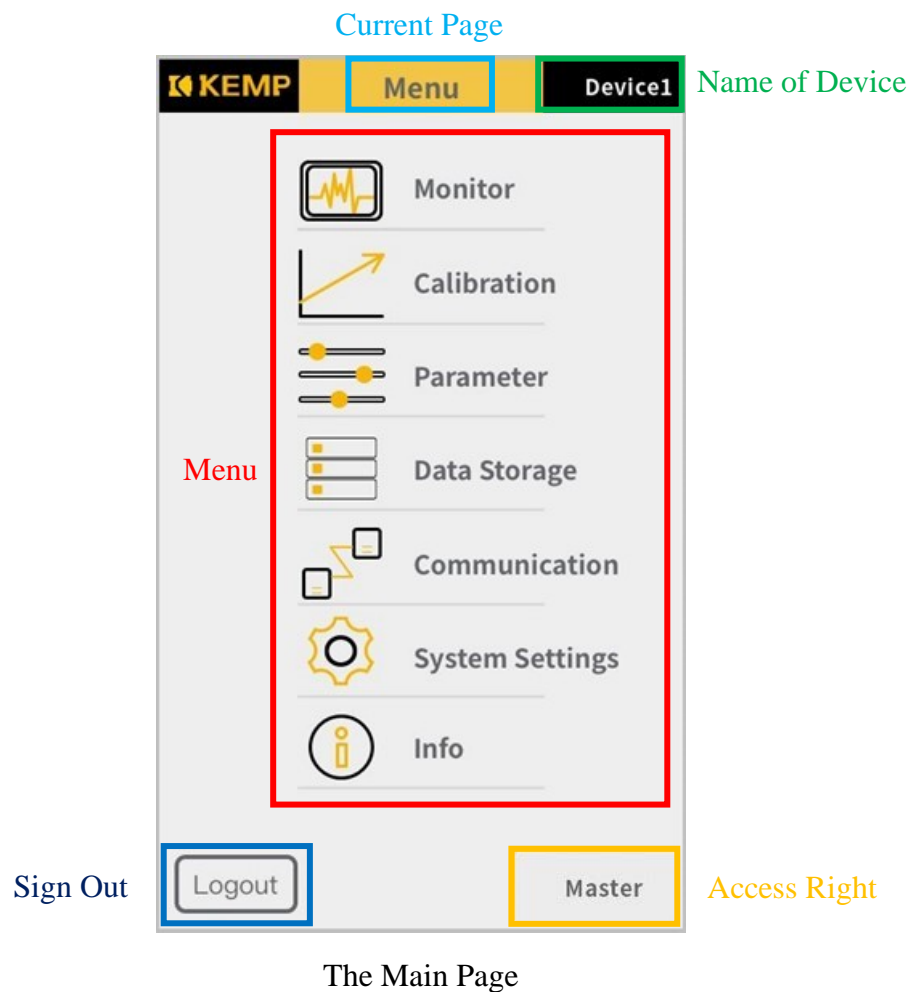 Current Page
KEMP
Menu
Device1
Name of Device
Monitor
Calibration
Parameter
Menu
Data Storage
Communication
System Settings
Info
Sign Out
Logout
Master
Access Right
The Main Page